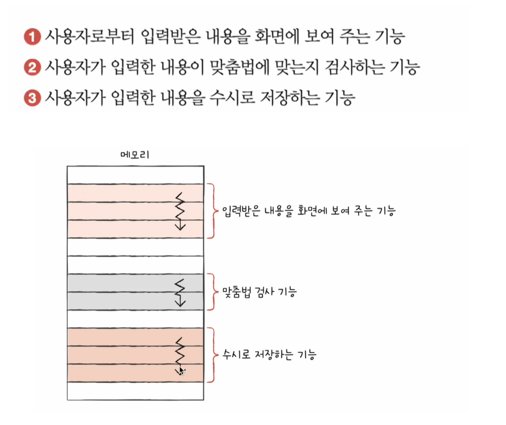 1 사용자로부터 입력받은 내용을 화면에 보여 주는 기능
2 사용자가 입력한 내용이 맞춤법에 맞는지 검사하는 기능
3 사용자가 입력한 내용을 수시로 저장하는 기능
메모리
입력받은 내용을 화면에 보여 주는 기능
맞춤법 검사 기능
수시로 저장하는 기능